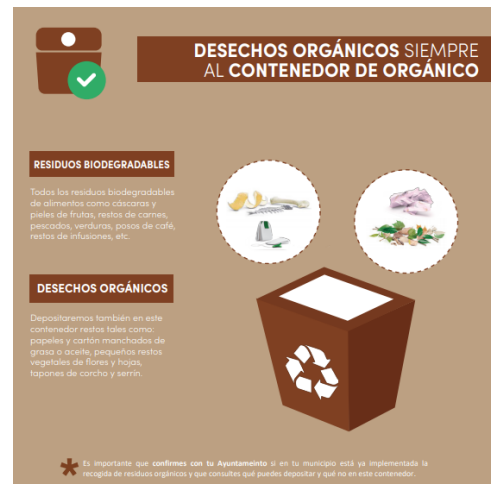 DESECHOS ORGÁNICOS SIEMPRE
AL CONTENEDOR DE ORGÁNICO
RESIDUOS BIODEGRADABLES
Todos los residuos biodegradables
de alimentos como cáscaras y
pieles de frutas, restos de carnes,
pescados, verduras, posos de café,
restos de infusiones, etc.
DESECHOS ORGÁNICOS
Depositaremos también en este
contenedor restos tales como:
papeles y cartón manchados de
grasa o aceite, pequeños restos
vegetales de flores y hojas,
tapones de corcho y serrín.
* Es importante que confirmes con tu Ayuntameinto si en tu municipio está ya implementada la
recogida de residuos orgánicos y que consultes qué puedes depositar y qué no en este contenedor.